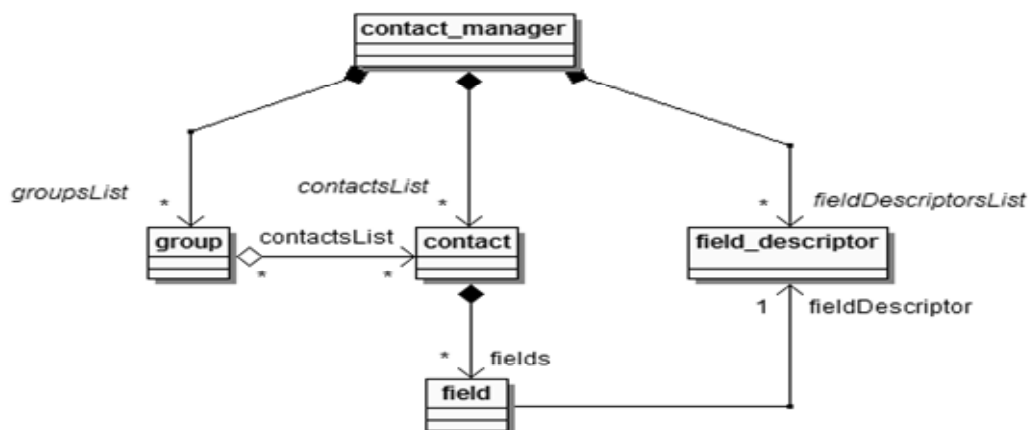 contact_manager
groupsList
*
contactsList
*
*
fieldDescriptorsList
group
contactsList
*
*
contact
field_descriptor
1
fieldDescriptor
*
fields
field